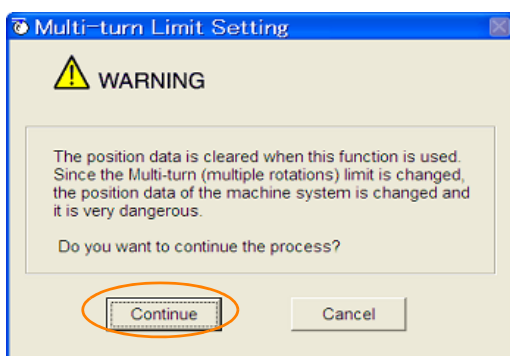 Multi-turn Limit Setting
WARNING
The position data is cleared when this function is used.
Since the Multi-turn (multiple rotations) limit is changed,
the position data of the machine system is changed and
it is very dangerous.
Do you want to continue the process?
Continue
Cancel